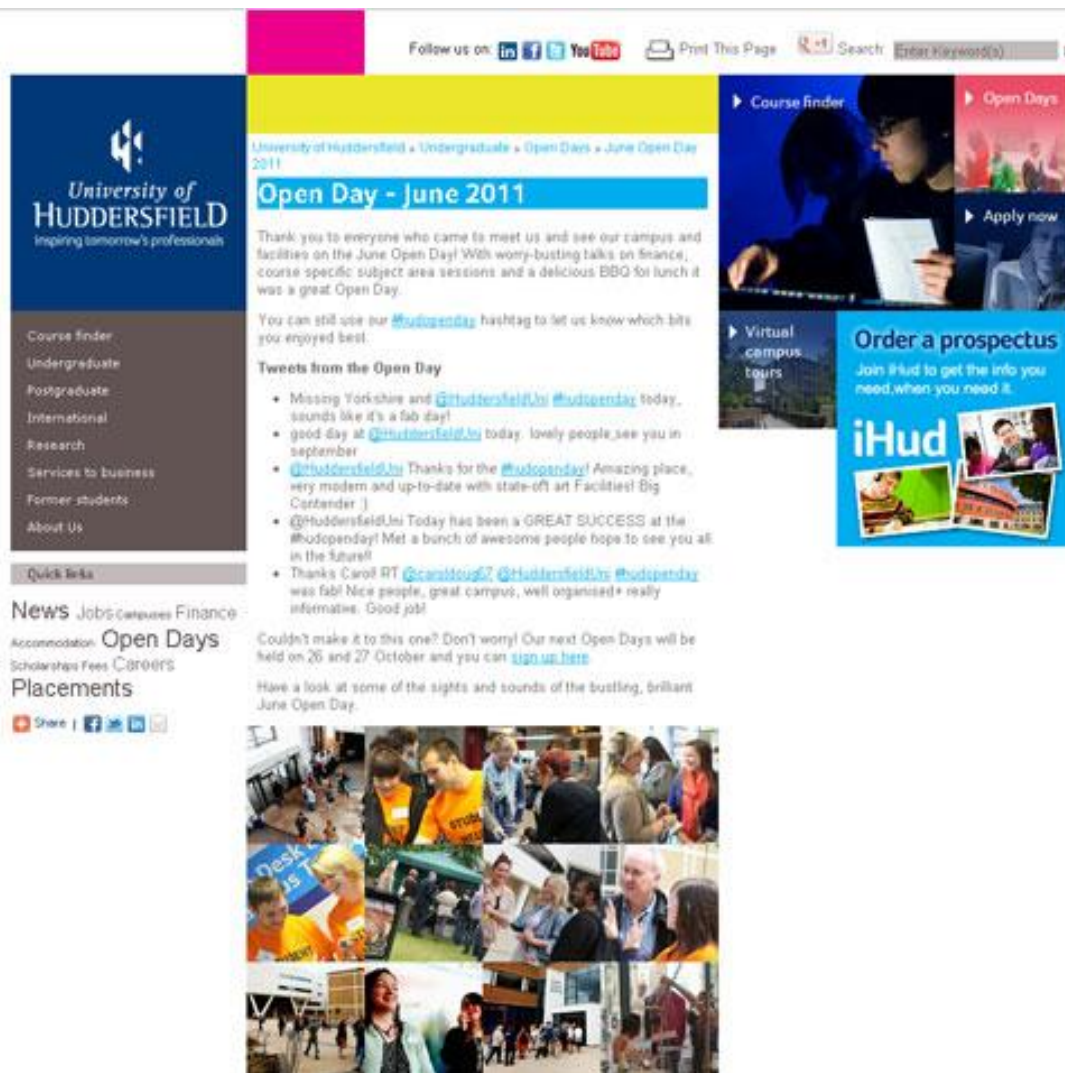 Follow us on: in f t You Tube Print This Page +1 Search: Enter Keyword(s)
University of
HUDDERSFIELD
Inspiring tomorrow's professionals
Course finder
Undergraduate
Postgraduate
International
Research
Services to business
Former students
About Us
Quick links
News Jobs Campuses Finance
Accommodation Open Days
Scholarships Fees Careers
Placements
Share |
University of Huddersfield » Undergraduate » Open Days » June Open Day
2011
Open Day - June 2011
Thank you to everyone who came to meet us and see our campus and
facilities on the June Open Day! With worry-busting talks on finance,
course specific subject area sessions and a delicious BBQ for lunch it
was a great Open Day.
You can still use our #hudopenday hashtag to let us know which bits
you enjoyed best.
Tweets from the Open Day
• Missing Yorkshire and @HuddersfieldUni #hudopenday today,
sounds like it's a fab day!
• good day at @HuddersfieldUni today. lovely people,see you in
september
• @HuddersfieldUni Thanks for the #hudopenday! Amazing place,
very modern and up-to-date with state-oft art Facilities! Big
Contender :)
• @HuddersfieldUni Today has been a GREAT SUCCESS at the
#hudopenday! Met a bunch of awesome people hope to see you all
in the future!!
• Thanks Carol! RT @caroldoug67 @HuddersfieldUni #hudopenday
was fab! Nice people, great campus, well organised+ really
informative. Good job!
Couldn't make it to this one? Don't worry! Our next Open Days will be
held on 26 and 27 October and you can sign up here.
Have a look at some of the sights and sounds of the bustling, brilliant
June Open Day.
Course finder
Open Days
Apply now
Virtual
campus
tours
Order a prospectus
Join iHud to get the info you
need,when you need it.
iHud